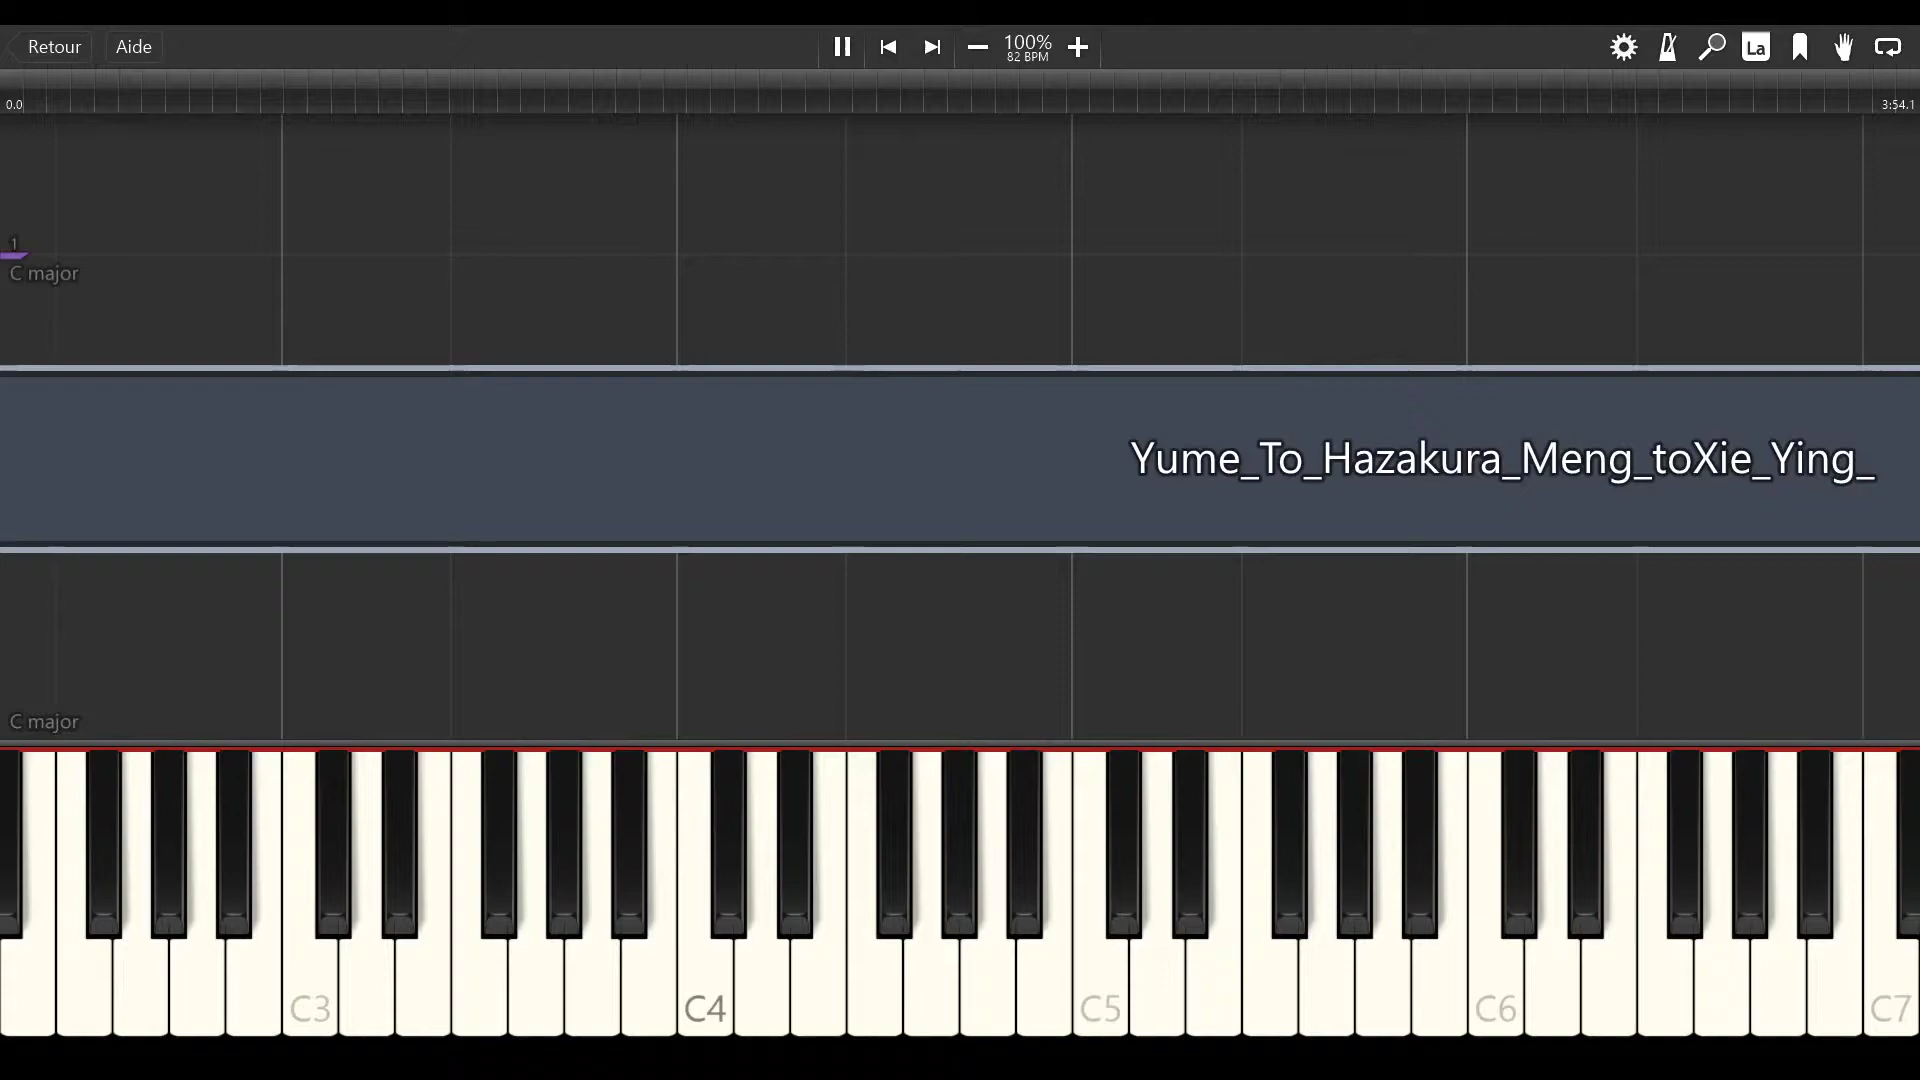 Retour Aide 100% La
82 BPM
0.0 3:54.1
1
C major
Yume_To_Hazakura_Meng_toXie_Ying_
C major
C3 C4 C5 C6 C7